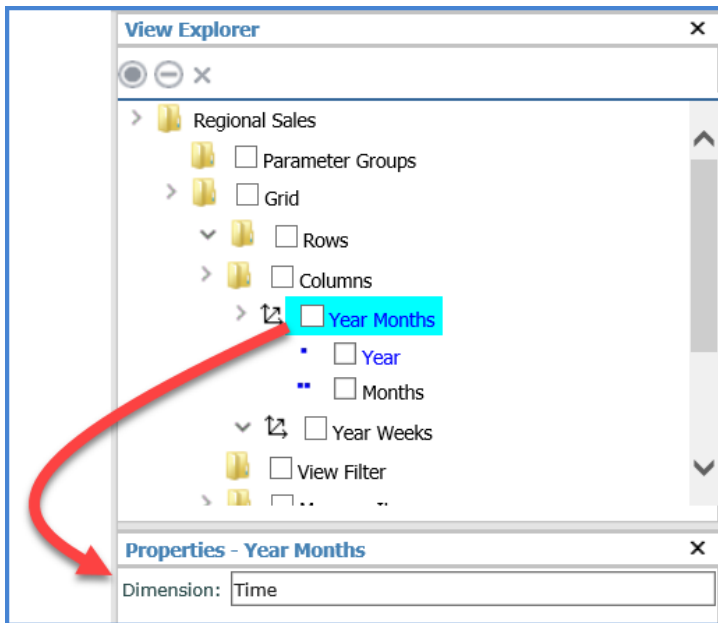 View Explorer
Regional Sales
Parameter Groups
Grid
Rows
Columns
Year Months
Year
Months
Year Weeks
View Filter
Properties - Year Months
Dimension: Time